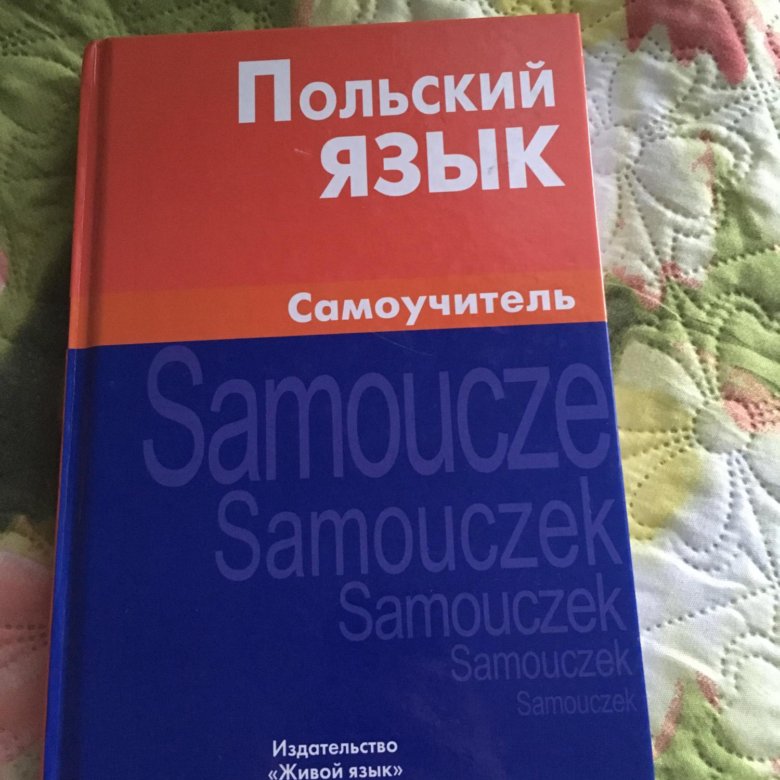 Польский
язык
Самоучитель
Samoucze
Samouczek
Samouczek
Samouczek
Samouczek
Издательство
«Живой язык»